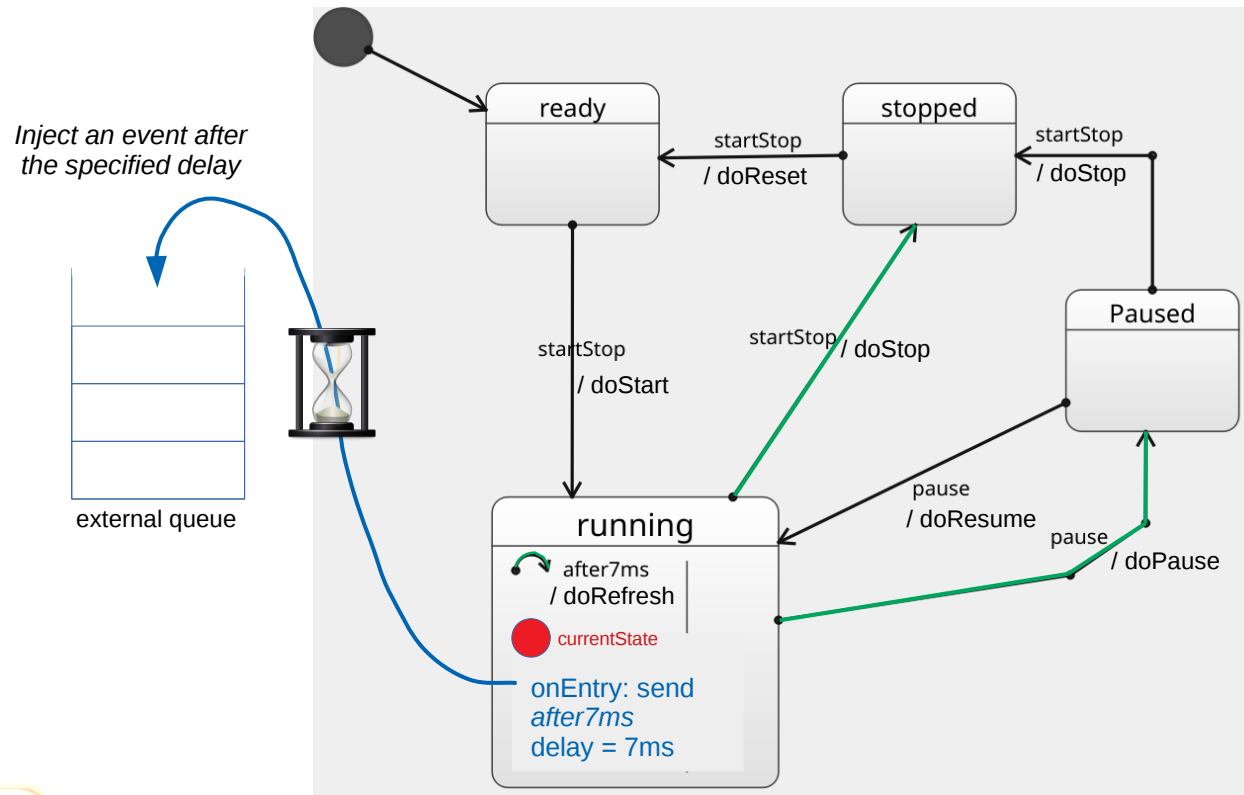 ready
stopped
startStop
/ doStop
startStop
/ doReset
Inject an event after
the specified delay
Paused
startStop
/ doStop
startStop
/ doStart
pause
/ doResume
external queue
running
pause
/ doPause
after7ms
/ doRefresh
currentState
onEntry: send
after7ms
delay = 7ms